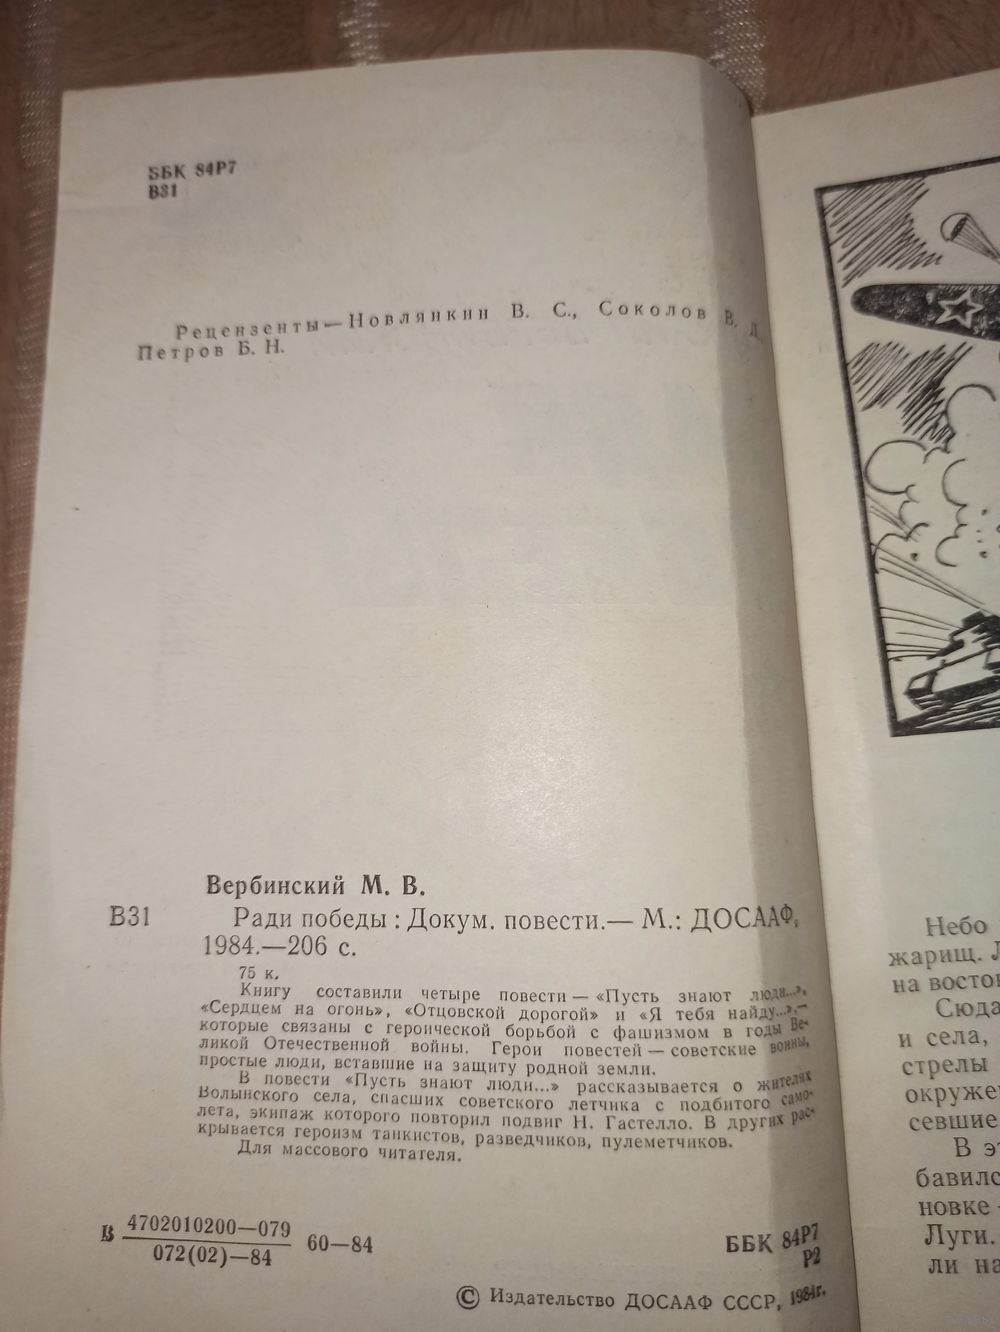 ББК 84Р7
В31
Рецензенты — Новлянкин В. С., Соколов В. Д.,
Петров Б. Н.
Вербинский М. В.
В31 Ради победы : Докум. повести.— М.: ДОСААФ,
1984.—206 с.
75 к.
Книгу составили четыре повести — «Пусть знают люди...»,
«Сердцем на огонь», «Отцовской дорогой» и «Я тебя найду...»,—
которые связаны с героической борьбой с фашизмом в годы Ве-
ликой Отечественной войны. Герои повестей — советские воины,
простые люди, вставшие на защиту родной земли.
В повести «Пусть знают люди...» рассказывается о жителях
Волынского села, спасших советского летчика с подбитого само-
лета, экипаж которого повторил подвиг Н. Гастелло. В других рас-
крывается героизм танкистов, разведчиков, пулеметчиков.
Для массового читателя.
В 4702010200—079
072(02)—84 60—84
ББК 84Р7
Р2
© Издательство ДОСААФ СССР, 1984г.
Небо
жарищ.
на восто
Сюда
и села,
стрелы
окруже
севшие
В э
бавилс
новке
Луги.
ли на